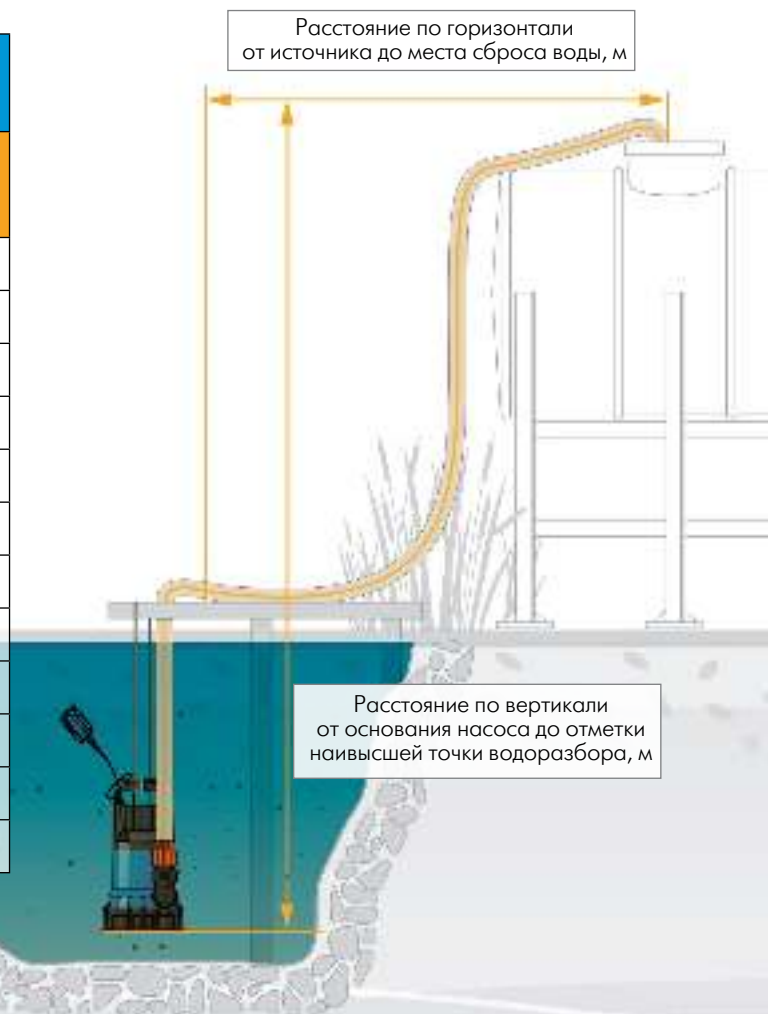 Расстояние по горизонтали
от источника до места сброса воды, м
Расстояние по вертикали
от основания насоса до отметки
наивысшей точки водоразбора, м